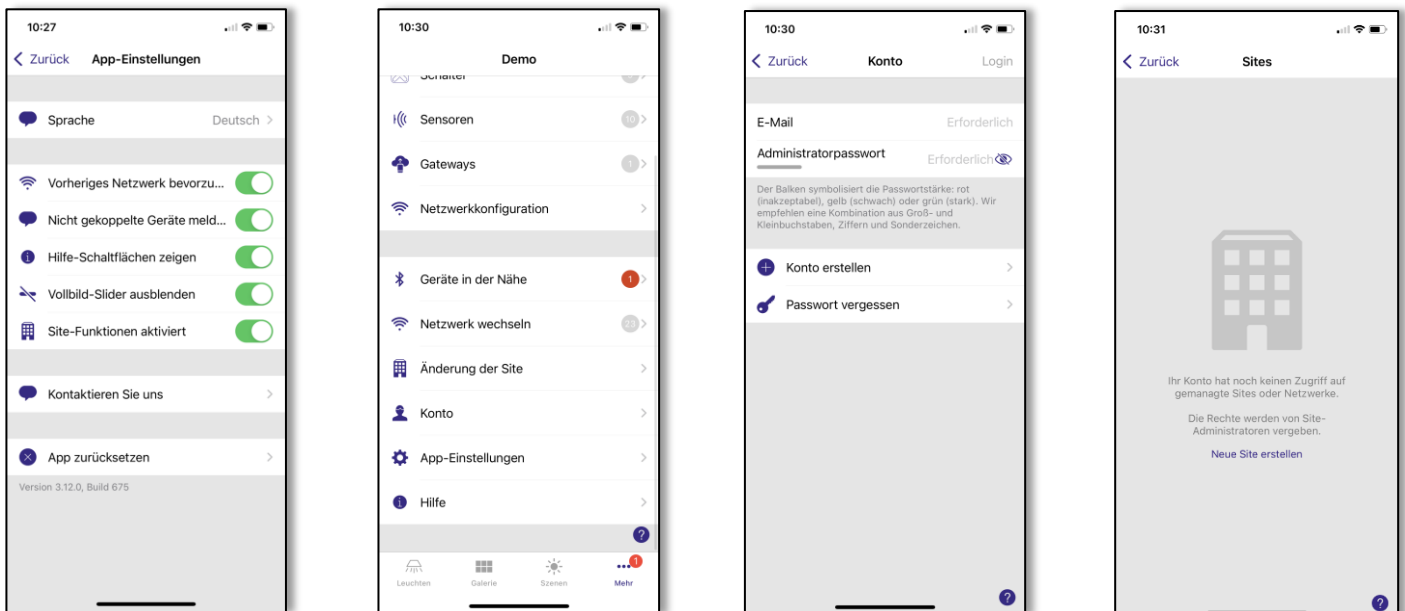 10:27
Zurück App-Einstellungen
Sprache Deutsch
Vorheriges Netzwerk bevorzu...
Nicht gekoppelte Geräte meld...
Hilfe-Schaltflächen zeigen
Vollbild-Slider ausblenden
Site-Funktionen aktiviert
Kontaktieren Sie uns
App zurücksetzen
Version 3.12.0, Build 675
10:30
Demo
Schalter
Sensoren 10
Gateways 1
Netzwerkkonfiguration
Geräte in der Nähe 1
Netzwerk wechseln 23
Änderung der Site
Konto
App-Einstellungen
Hilfe
?
1
Leuchten Galerie Szenen Mehr
10:30
Zurück Konto Login
E-Mail Erforderlich
Administratorpasswort Erforderlich
Der Balken symbolisiert die Passwortstärke: rot
(inakzeptabel), gelb (schwach) oder grün (stark). Wir
empfehlen eine Kombination aus Groß- und
Kleinbuchstaben, Ziffern und Sonderzeichen.
Konto erstellen
Passwort vergessen
?
10:31
Zurück Sites
Ihr Konto hat noch keinen Zugriff auf
gemanagte Sites oder Netzwerke.
Die Rechte werden von Site-
Administratoren vergeben.
Neue Site erstellen
?